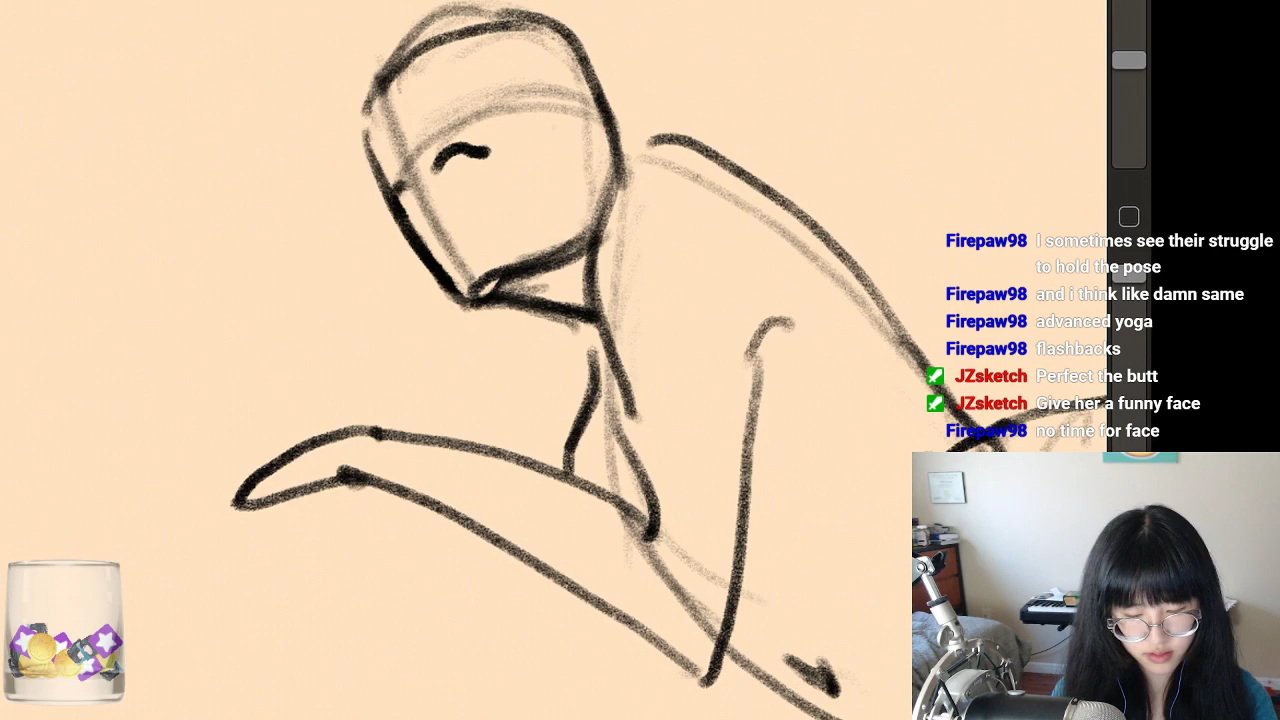 Firepaw98 I sometimes see their struggle
to hold the pose
Firepaw98 and i think like damn same
Firepaw98 advanced yoga
Firepaw98 flashbacks
JZsketch Perfect the butt
JZsketch Give her a funny face
Firepaw98 no time for face